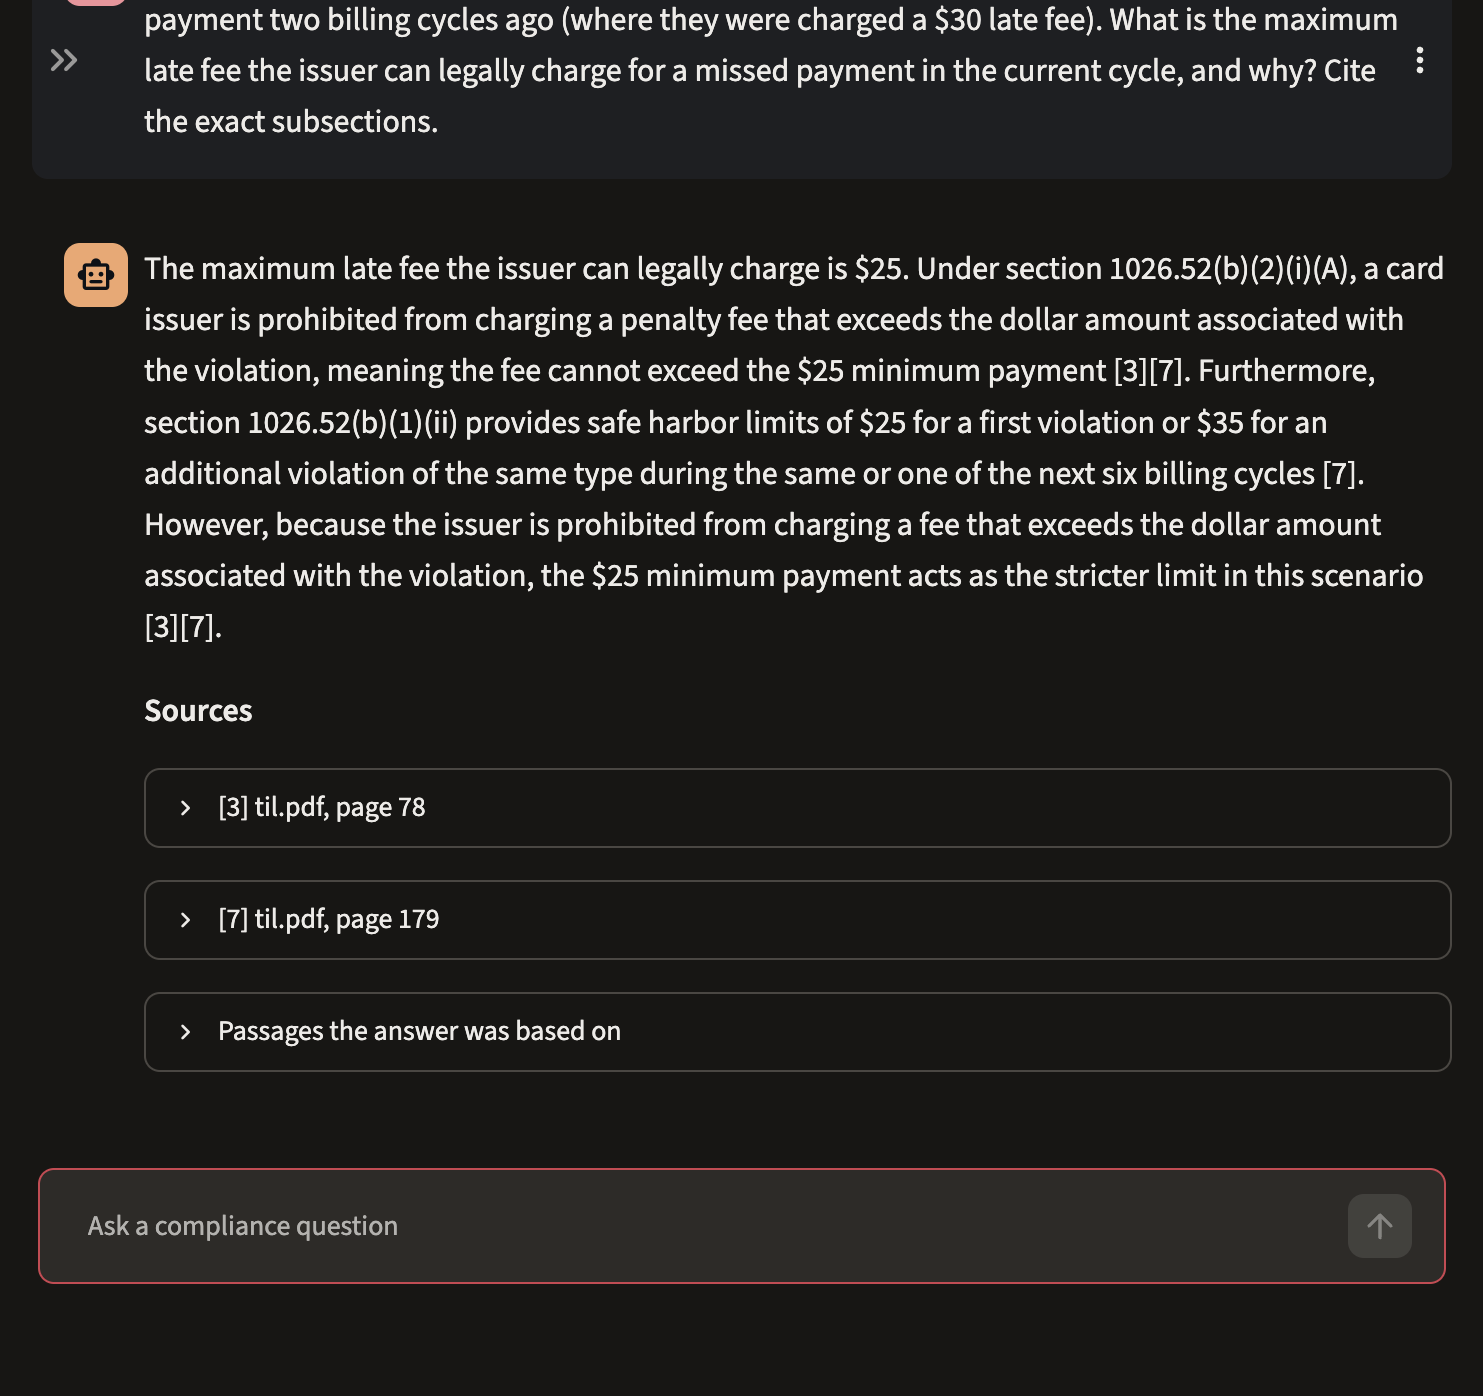 payment two billing cycles ago (where they were charged a $30 late fee). What is the maximum
late fee the issuer can legally charge for a missed payment in the current cycle, and why? Cite
the exact subsections.
The maximum late fee the issuer can legally charge is $25. Under section 1026.52(b)(2)(i)(A), a card
issuer is prohibited from charging a penalty fee that exceeds the dollar amount associated with
the violation, meaning the fee cannot exceed the $25 minimum payment [3][7]. Furthermore,
section 1026.52(b)(1)(ii) provides safe harbor limits of $25 for a first violation or $35 for an
additional violation of the same type during the same or one of the next six billing cycles [7].
However, because the issuer is prohibited from charging a fee that exceeds the dollar amount
associated with the violation, the $25 minimum payment acts as the stricter limit in this scenario
[3][7].
Sources
[3] til.pdf, page 78
[7] til.pdf, page 179
Passages the answer was based on
Ask a compliance question